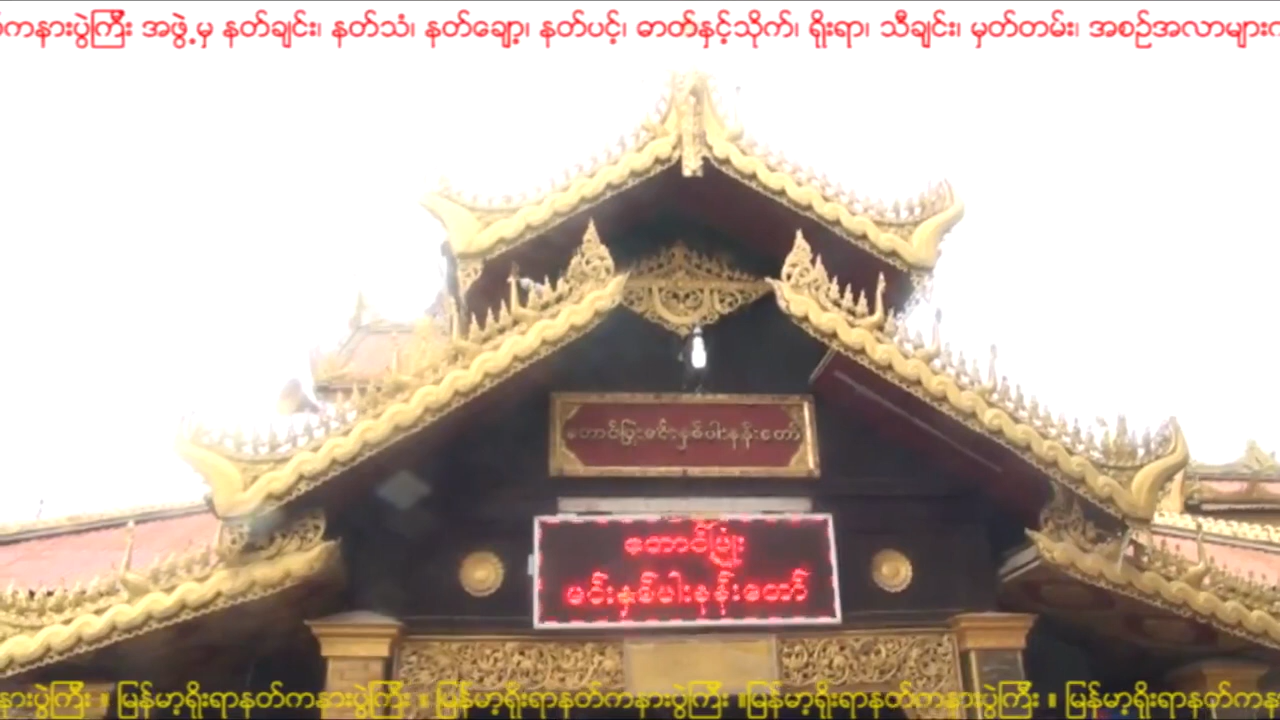 ကနားပွဲကြီး အဖွဲ့မှ နတ်ချင်း၊ နတ်သံ၊ နတ်ချော့၊ နတ်ပင့်၊ ဓာတ်နှင့်သိုက်၊ ရိုးရာ၊ သီချင်း၊ မှတ်တမ်း၊ အစဉ်အလာများ
တောင်ပြုံးမင်းနှစ်ပါးနန်းတော်
တောင်ပြုံး
မင်းနှစ်ပါးနန်းတော်
နားပွဲကြီး ။ မြန်မာ့ရိုးရာနတ်ကနားပွဲကြီး ။ မြန်မာ့ရိုးရာနတ်ကနားပွဲကြီး ။မြန်မာ့ရိုးရာနတ်ကနားပွဲကြီး ။ မြန်မာ့ရိုးရာနတ်ကနာ